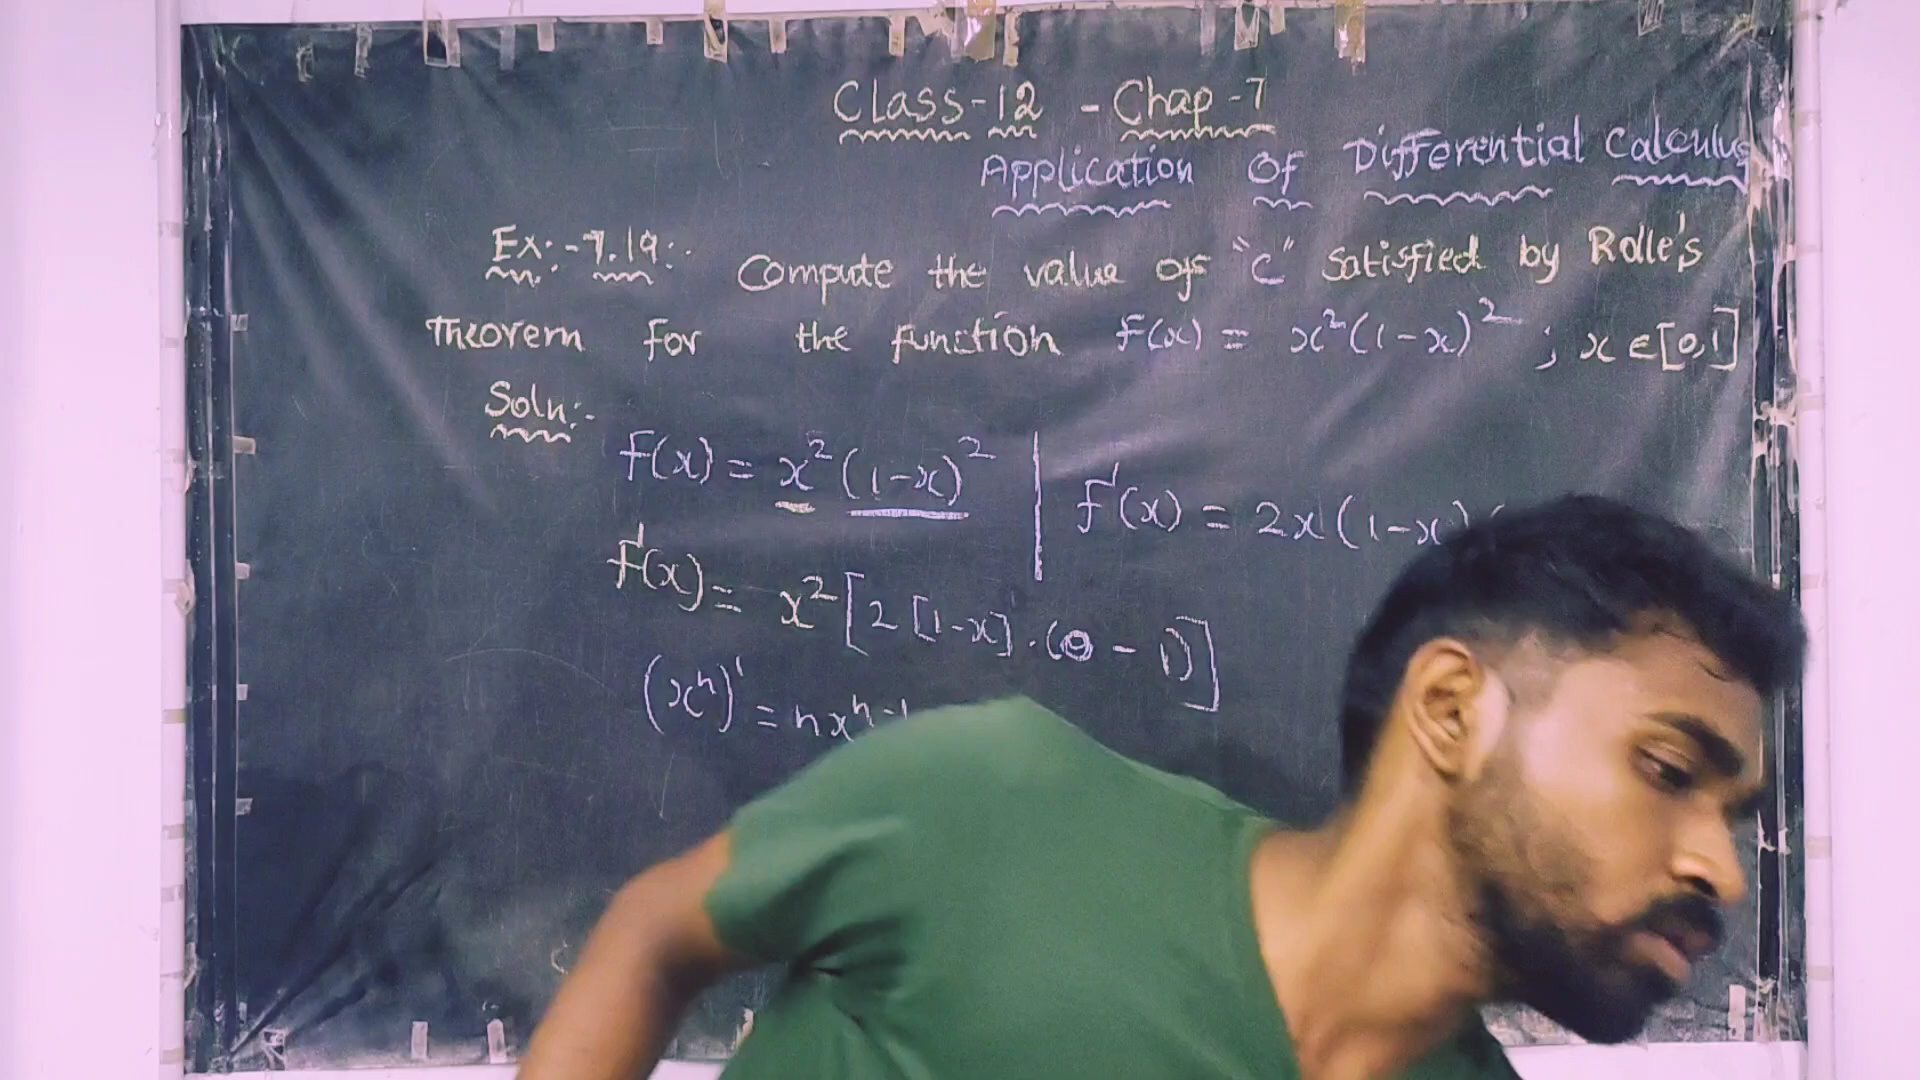 Class-12 - Chap-7
Application Of Differential Calculus
Ex:-7.19:- Compute the value of "c" satisfied by Rolle's
Theorem for the function f(x) = x²(1-x)² ; x ∈ [0,1]
Soln:-
f(x) = x²(1-x)²
f'(x) = x²[2[1-x].(0-1)]
(xⁿ)' = nxⁿ⁻¹
f'(x) = 2x(1-x)